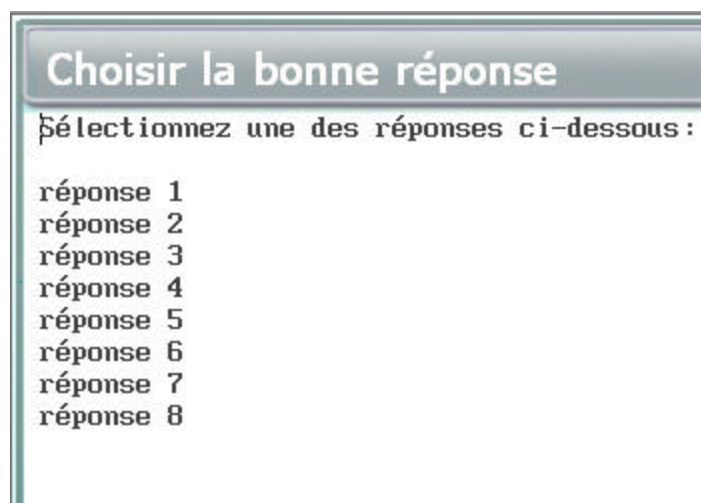 Choisir la bonne réponse
Sélectionnez une des réponses ci-dessous:
réponse 1
réponse 2
réponse 3
réponse 4
réponse 5
réponse 6
réponse 7
réponse 8